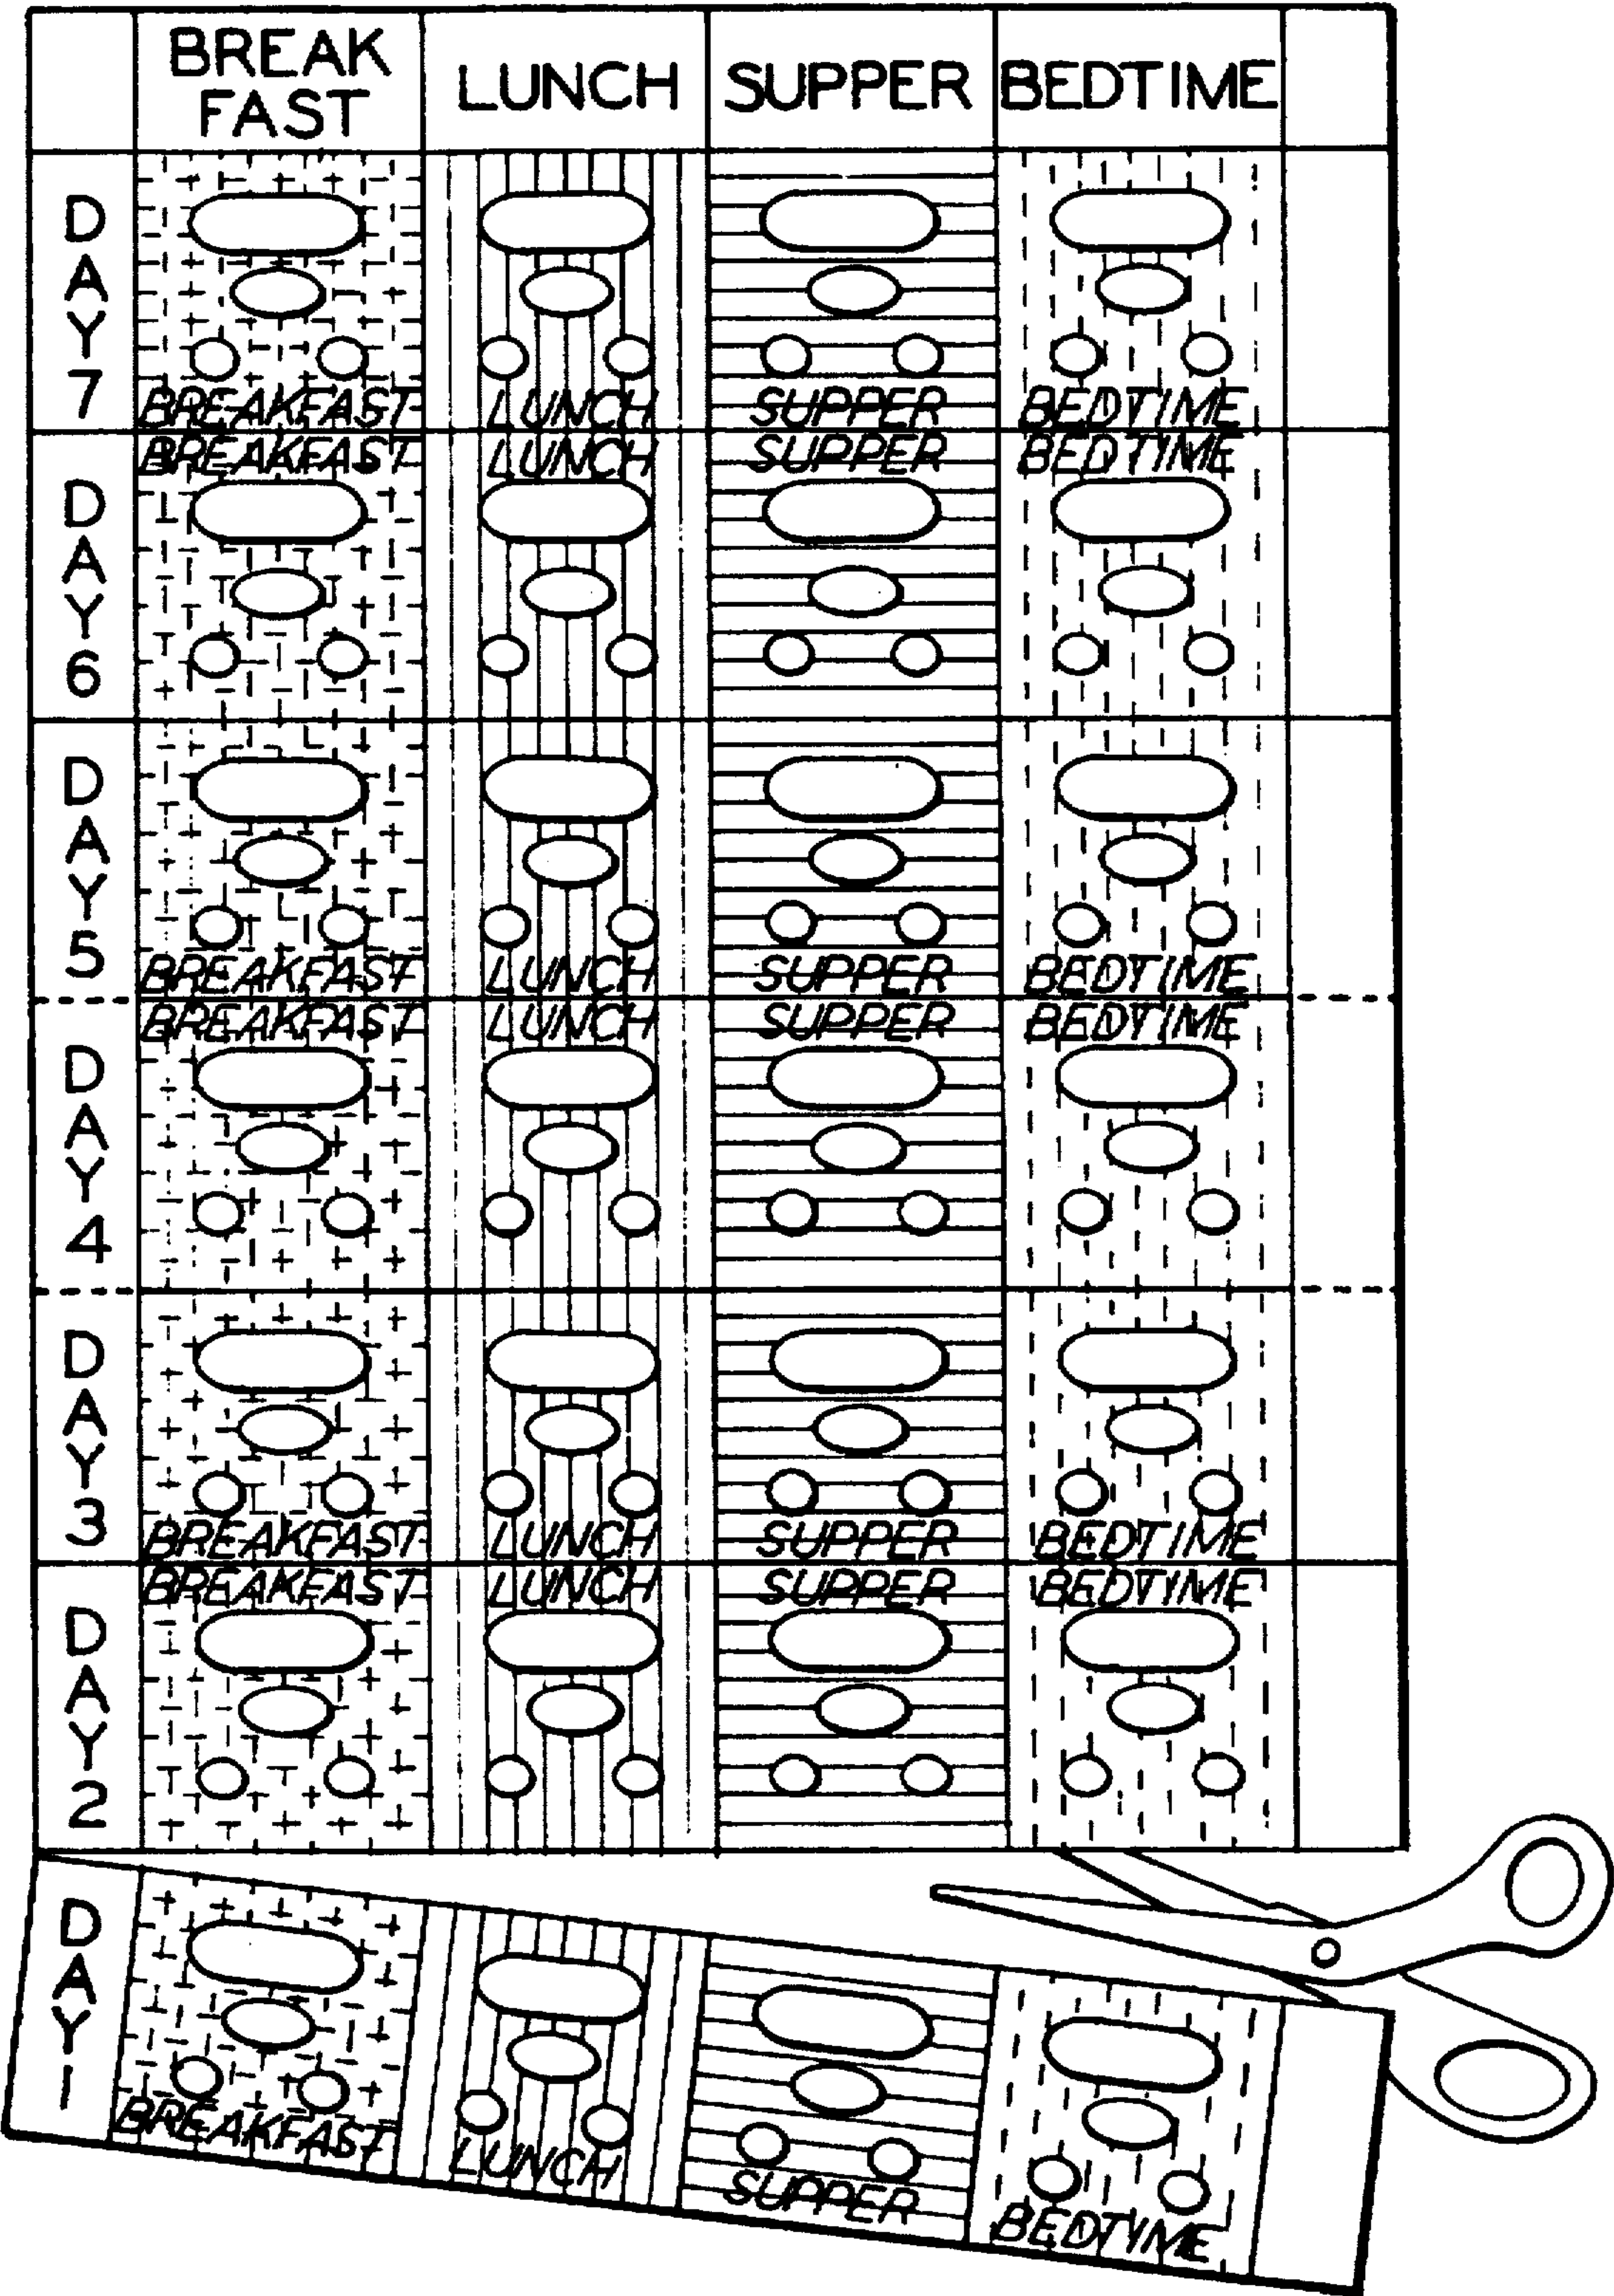 BREAK
FAST
LUNCH
SUPPER
BEDTIME
DAY 7
BREAKFAST LUNCH SUPPER BEDTIME
BREAKFAST LUNCH SUPPER BEDTIME
DAY 6
DAY 5
BREAKFAST LUNCH SUPPER BEDTIME
BREAKFAST LUNCH SUPPER BEDTIME
DAY 4
DAY 3
BREAKFAST LUNCH SUPPER BEDTIME
BREAKFAST LUNCH SUPPER BEDTIME
DAY 2
DAY 1
BREAKFAST LUNCH SUPPER BEDTIME